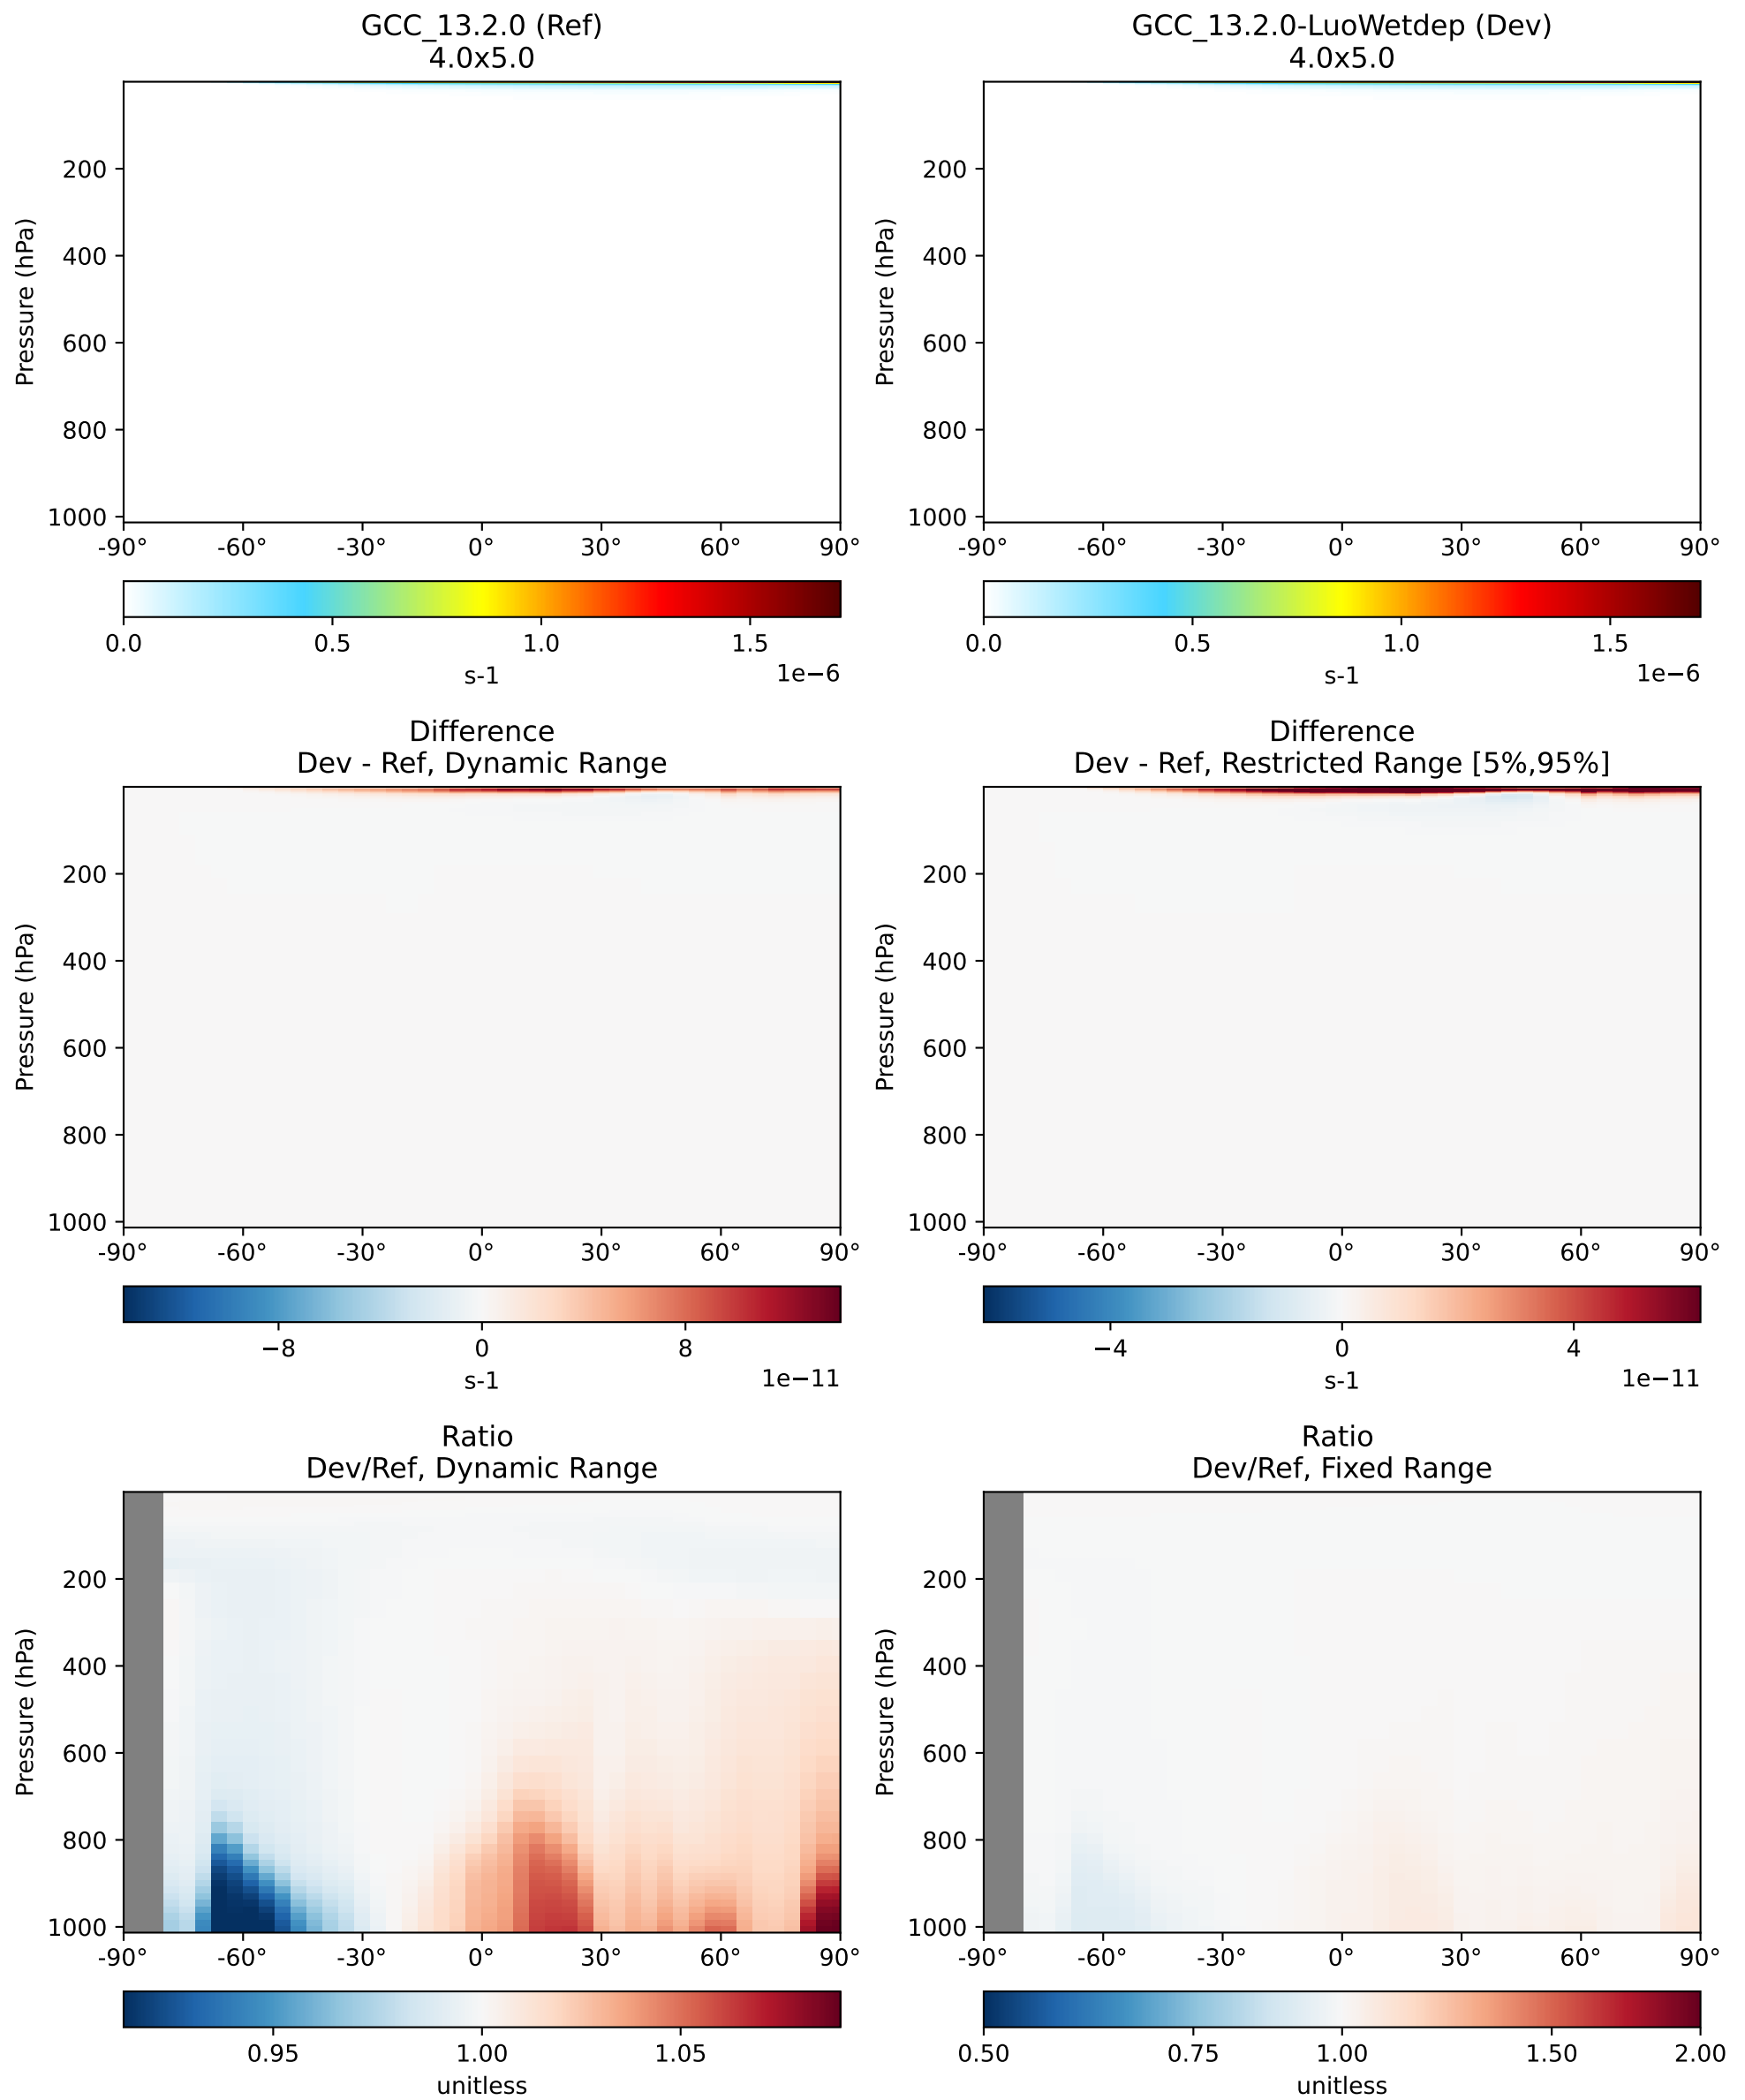 GCC_13.2.0 (Ref)
4.0x5.0
Pressure (hPa)
200
400
600
800
1000
-90° -60° -30° 0° 30° 60° 90°
0.0 0.5 1.0 1.5
s-1
1e−6
GCC_13.2.0-LuoWetdep (Dev)
4.0x5.0
Pressure (hPa)
200
400
600
800
1000
-90° -60° -30° 0° 30° 60° 90°
0.0 0.5 1.0 1.5
s-1
1e−6
Difference
Dev - Ref, Dynamic Range
Pressure (hPa)
200
400
600
800
1000
-90° -60° -30° 0° 30° 60° 90°
−8 0 8
s-1
1e−11
Difference
Dev - Ref, Restricted Range [5%,95%]
Pressure (hPa)
200
400
600
800
1000
-90° -60° -30° 0° 30° 60° 90°
−4 0 4
s-1
1e−11
Ratio
Dev/Ref, Dynamic Range
Pressure (hPa)
200
400
600
800
1000
-90° -60° -30° 0° 30° 60° 90°
0.95 1.00 1.05
unitless
Ratio
Dev/Ref, Fixed Range
Pressure (hPa)
200
400
600
800
1000
-90° -60° -30° 0° 30° 60° 90°
0.50 0.75 1.00 1.50 2.00
unitless